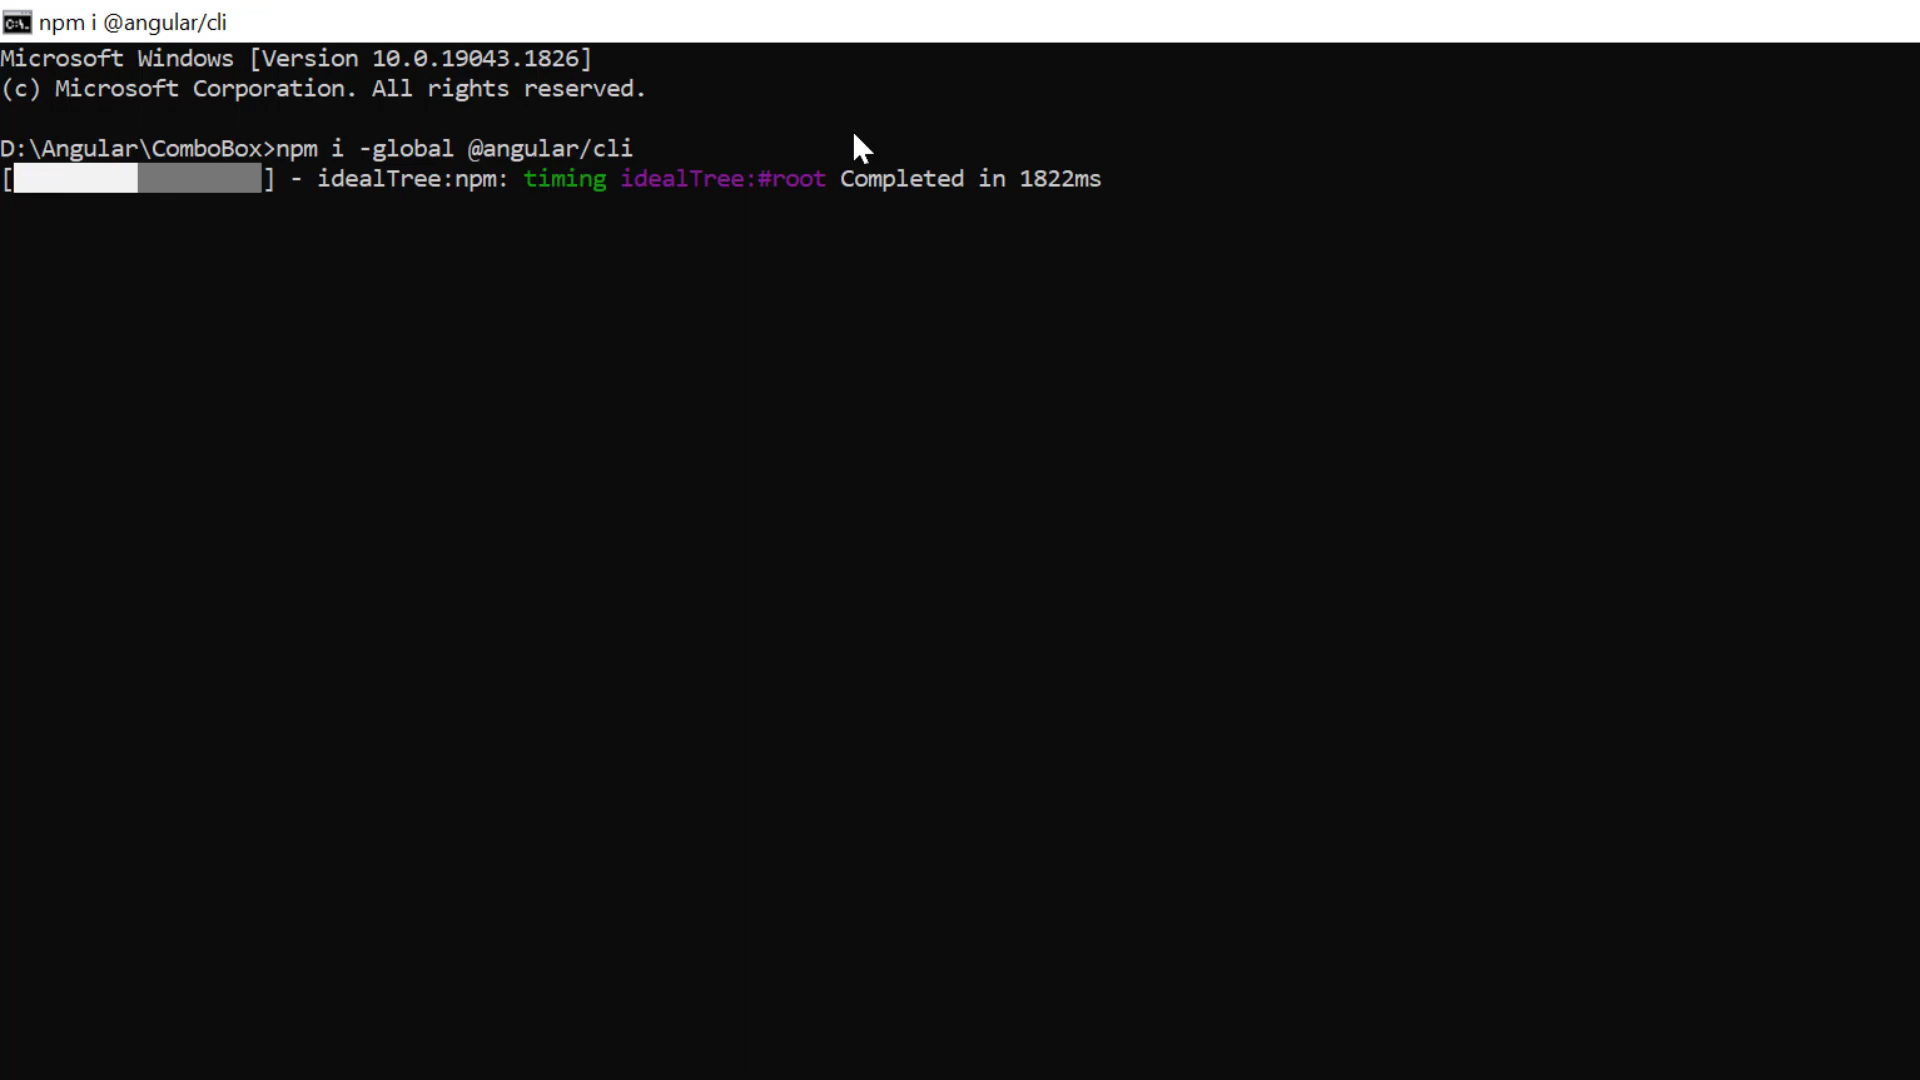 npm i @angular/cli
Microsoft Windows [Version 10.0.19043.1826]
(c) Microsoft Corporation. All rights reserved.
D:\Angular\ComboBox>npm i -global @angular/cli
[ ] - idealTree:npm: timing idealTree:#root Completed in 1822ms